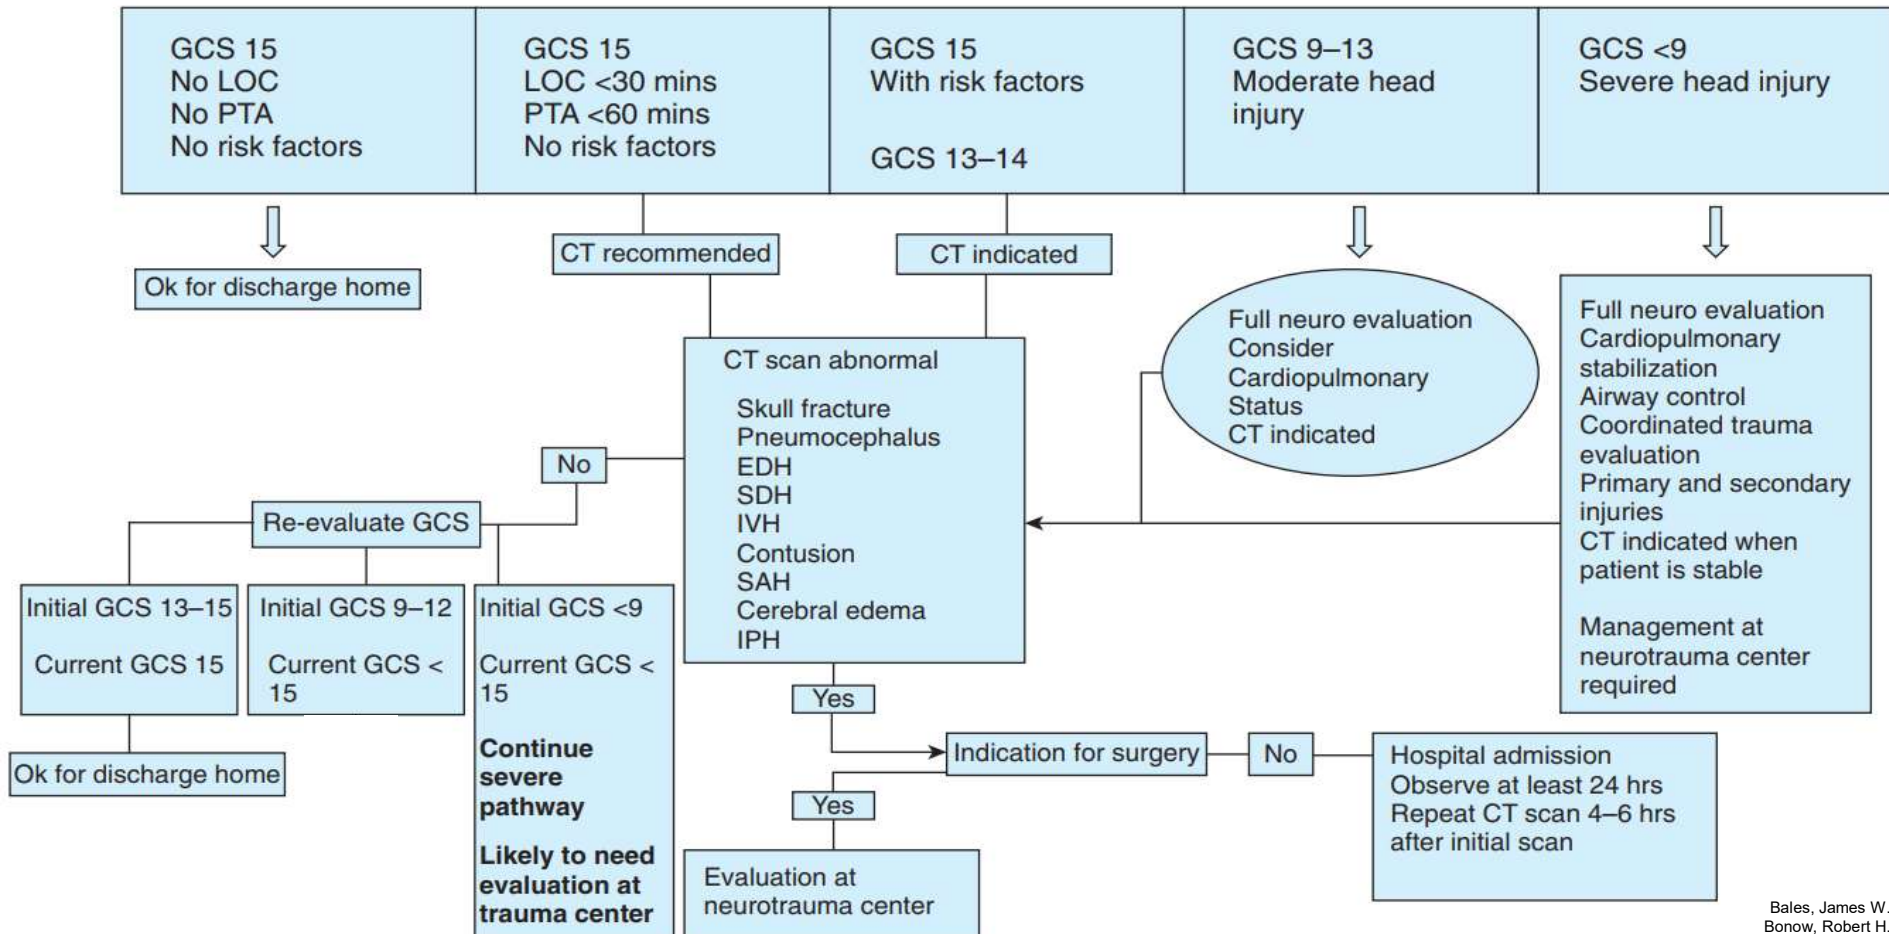 GCS 15
No LOC
No PTA
No risk factors
GCS 15
LOC <30 mins
PTA <60 mins
No risk factors
GCS 15
With risk factors
GCS 13–14
GCS 9–13
Moderate head
injury
GCS <9
Severe head injury
Ok for discharge home
CT recommended
CT indicated
Full neuro evaluation
Consider
Cardiopulmonary
Status
CT indicated
Full neuro evaluation
Cardiopulmonary
stabilization
Airway control
Coordinated trauma
evaluation
Primary and secondary
injuries
CT indicated when
patient is stable
Management at
neurotrauma center
required
CT scan abnormal
Skull fracture
Pneumocephalus
EDH
SDH
IVH
Contusion
SAH
Cerebral edema
IPH
No
Re-evaluate GCS
Initial GCS 13–15
Current GCS 15
Initial GCS 9–12
Current GCS <
15
Initial GCS <9
Current GCS <
15
Continue
severe
pathway
Likely to need
evaluation at
trauma center
Ok for discharge home
Yes
Indication for surgery
No
Hospital admission
Observe at least 24 hrs
Repeat CT scan 4–6 hrs
after initial scan
Yes
Evaluation at
neurotrauma center
Bales, James W.
Bonow, Robert H.